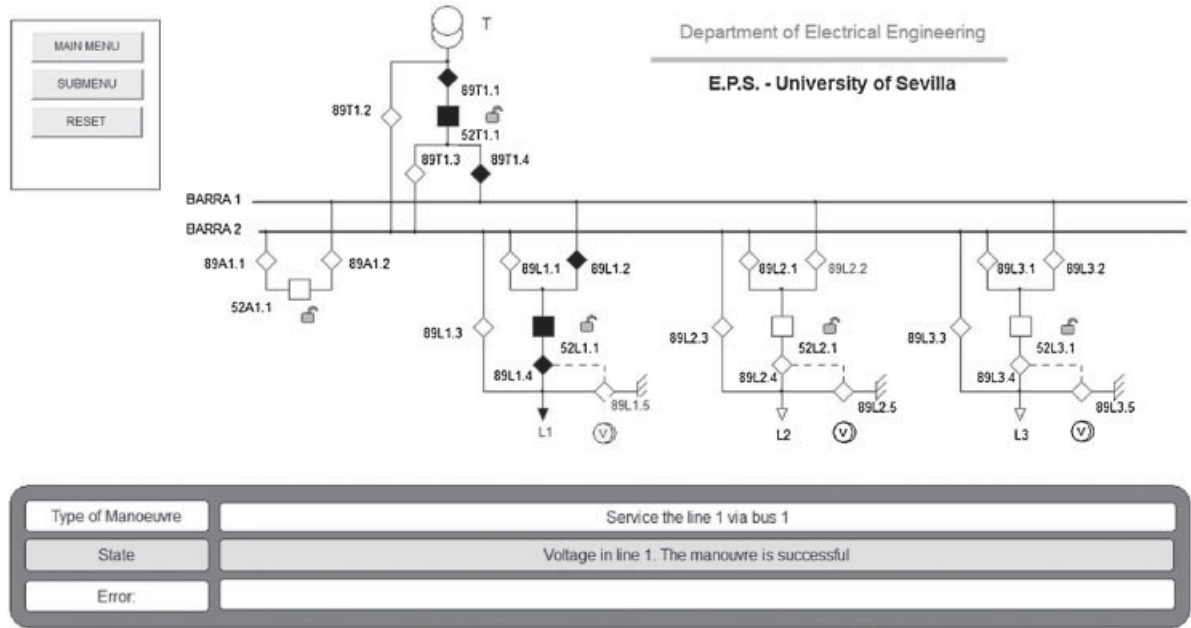 MAIN MENU
SUBMENU
RESET
T
Department of Electrical Engineering
E.P.S. - University of Sevilla
89T1.1
89T1.2
52T1.1
89T1.3
89T1.4
BARRA 1
BARRA 2
89A1.1
89A1.2
52A1.1
89L1.1
89L1.2
89L1.3
52L1.1
89L1.4
89L1.5
L1
V
89L2.1
89L2.2
89L2.3
52L2.1
89L2.4
89L2.5
L2
V
89L3.1
89L3.2
89L3.3
52L3.1
89L3.4
89L3.5
L3
V
Type of Manoeuvre
Service the line 1 via bus 1
State
Voltage in line 1. The manouvre is successful
Error: